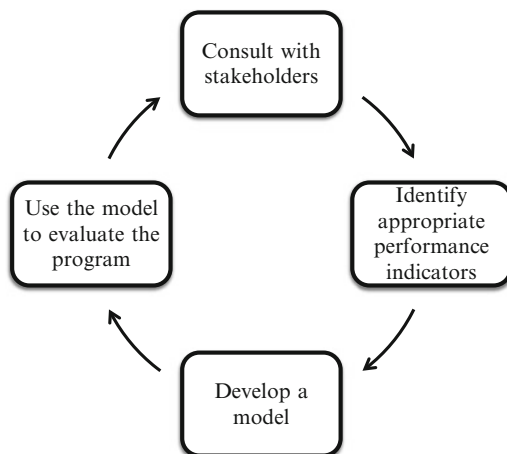 Consult with
stakeholders
Identify
appropriate
performance
indicators
Develop a
model
Use the model
to evaluate the
program